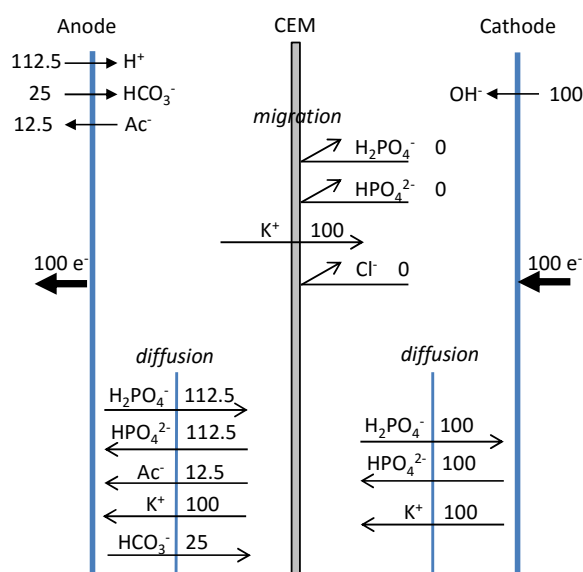 Anode
CEM
Cathode
112.5 H⁺
25 HCO₃⁻
12.5 Ac⁻
OH⁻ 100
migration
H₂PO₄⁻ 0
HPO₄²⁻ 0
K⁺ 100
Cl⁻ 0
100 e⁻
100 e⁻
diffusion
H₂PO₄⁻ 112.5
HPO₄²⁻ 112.5
Ac⁻ 12.5
K⁺ 100
HCO₃⁻ 25
diffusion
H₂PO₄⁻ 100
HPO₄²⁻ 100
K⁺ 100